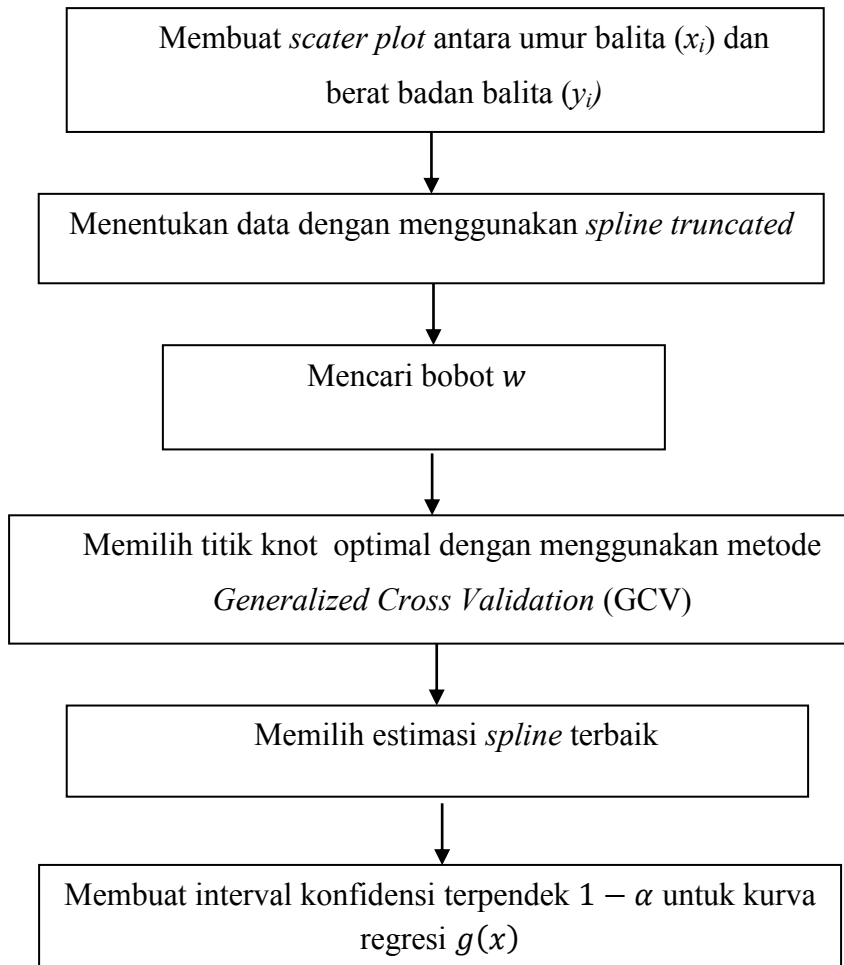 Membuat scater plot antara umur balita (xᵢ) dan
berat badan balita (yᵢ)
Menentukan data dengan menggunakan spline truncated
Mencari bobot w
Memilih titik knot optimal dengan menggunakan metode
Generalized Cross Validation (GCV)
Memilih estimasi spline terbaik
Membuat interval konfidensi terpendek 1 − α untuk kurva
regresi g(x)